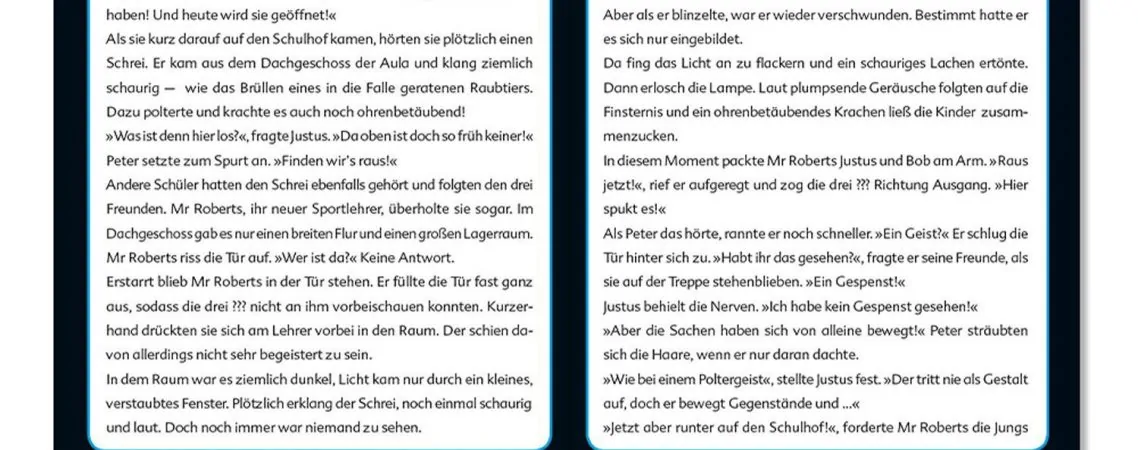 haben! Und heute wird sie geöffnet!«
Als sie kurz darauf auf den Schulhof kamen, hörten sie plötzlich einen
Schrei. Er kam aus dem Dachgeschoss der Aula und klang ziemlich
schaurig — wie das Brüllen eines in die Falle geratenen Raubtiers.
Dazu polterte und krachte es auch noch ohrenbetäubend!
»Was ist denn hier los?«, fragte Justus. »Da oben ist doch so früh keiner!«
Peter setzte zum Spurt an. »Finden wir's raus!«
Andere Schüler hatten den Schrei ebenfalls gehört und folgten den drei
Freunden. Mr Roberts, ihr neuer Sportlehrer, überholte sie sogar. Im
Dachgeschoss gab es nur einen breiten Flur und einen großen Lagerraum.
Mr Roberts riss die Tür auf. »Wer ist da?« Keine Antwort.
Erstarrt blieb Mr Roberts in der Tür stehen. Er füllte die Tür fast ganz
aus, sodass die drei ??? nicht an ihm vorbeischauen konnten. Kurzer-
hand drückten sie sich am Lehrer vorbei in den Raum. Der schien da-
von allerdings nicht sehr begeistert zu sein.
In dem Raum war es ziemlich dunkel, Licht kam nur durch ein kleines,
verstaubtes Fenster. Plötzlich erklang der Schrei, noch einmal schaurig
und laut. Doch noch immer war niemand zu sehen.
Aber als er blinzelte, war er wieder verschwunden. Bestimmt hatte er
es sich nur eingebildet.
Da fing das Licht an zu flackern und ein schauriges Lachen ertönte.
Dann erlosch die Lampe. Laut plumpsende Geräusche folgten auf die
Finsternis und ein ohrenbetäubendes Krachen ließ die Kinder zusam-
menzucken.
In diesem Moment packte Mr Roberts Justus und Bob am Arm. »Raus
jetzt!«, rief er aufgeregt und zog die drei ??? Richtung Ausgang. »Hier
spukt es!«
Als Peter das hörte, rannte er noch schneller. »Ein Geist?« Er schlug die
Tür hinter sich zu. »Habt ihr das gesehen?«, fragte er seine Freunde, als
sie auf der Treppe stehenblieben. »Ein Gespenst!«
Justus behielt die Nerven. »Ich habe kein Gespenst gesehen!«
»Aber die Sachen haben sich von alleine bewegt!« Peter sträubten
sich die Haare, wenn er nur daran dachte.
»Wie bei einem Poltergeist«, stellte Justus fest. »Der tritt nie als Gestalt
auf, doch er bewegt Gegenstände und ...«
»Jetzt aber runter auf den Schulhof!«, forderte Mr Roberts die Jungs